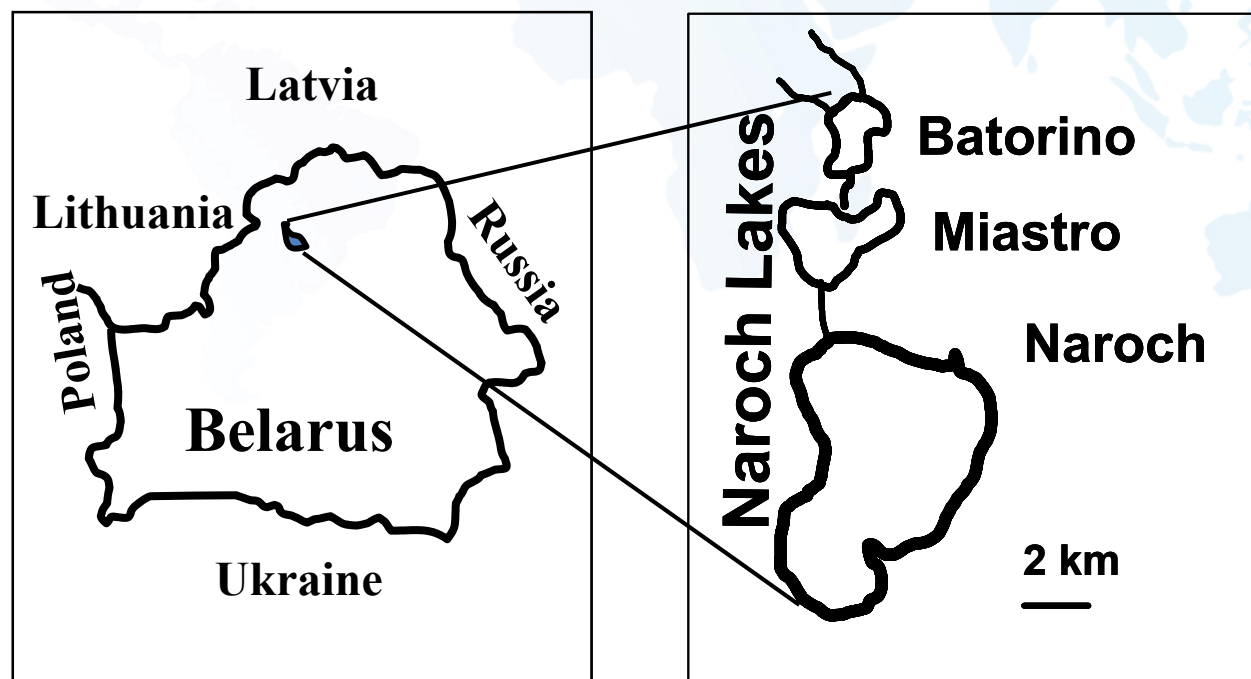 Latvia
Lithuania
Russia
Poland
Belarus
Ukraine
Naroch Lakes
Batorino
Miastro
Naroch
2 km